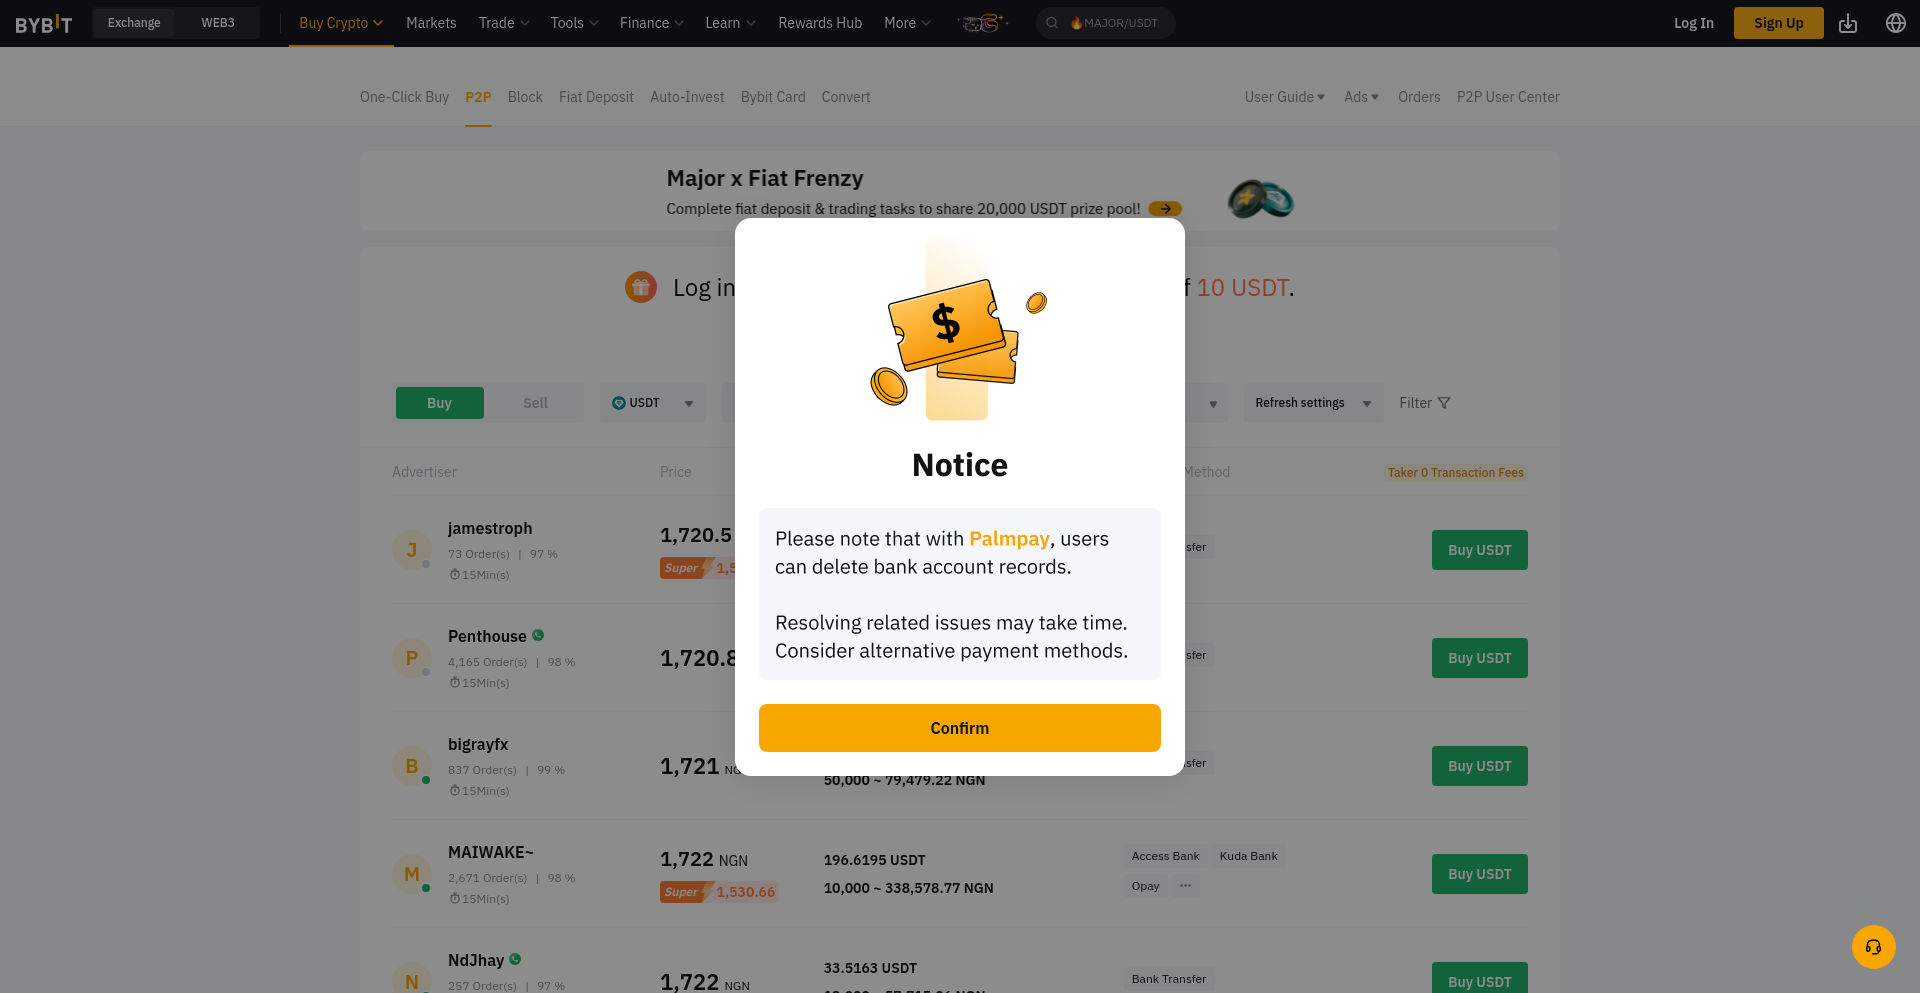 BYBIT Exchange WEB3 Buy Crypto Markets Trade Tools Finance Learn Rewards Hub More MAJOR/USDT Log In Sign Up
One-Click Buy P2P Block Fiat Deposit Auto-Invest Bybit Card Convert User Guide Ads Orders P2P User Center
Major x Fiat Frenzy
Complete fiat deposit & trading tasks to share 20,000 USDT prize pool!
Log in 10 USDT.
$
Notice
Please note that with Palmpay, users
can delete bank account records.
Resolving related issues may take time.
Consider alternative payment methods.
Confirm
Buy Sell USDT Refresh settings Filter
Advertiser Price Method Taker 0 Transaction Fees
J jamestroph
73 Order(s) | 97 %
15Min(s)
1,720.5
Super
Buy USDT
P Penthouse
4,165 Order(s) | 98 %
15Min(s)
1,720.8
Buy USDT
B bigrayfx
837 Order(s) | 99 %
15Min(s)
1,721
50,000 ~ 79,479.22 NGN
Buy USDT
M MAIWAKE~
2,671 Order(s) | 98 %
15Min(s)
1,722 NGN
Super 1,530.66
196.6195 USDT
10,000 ~ 338,578.77 NGN
Access Bank Kuda Bank
Opay ···
Buy USDT
N NdJhay
257 Order(s) | 97 %
1,722 NGN
33.5163 USDT
Bank Transfer
Buy USDT